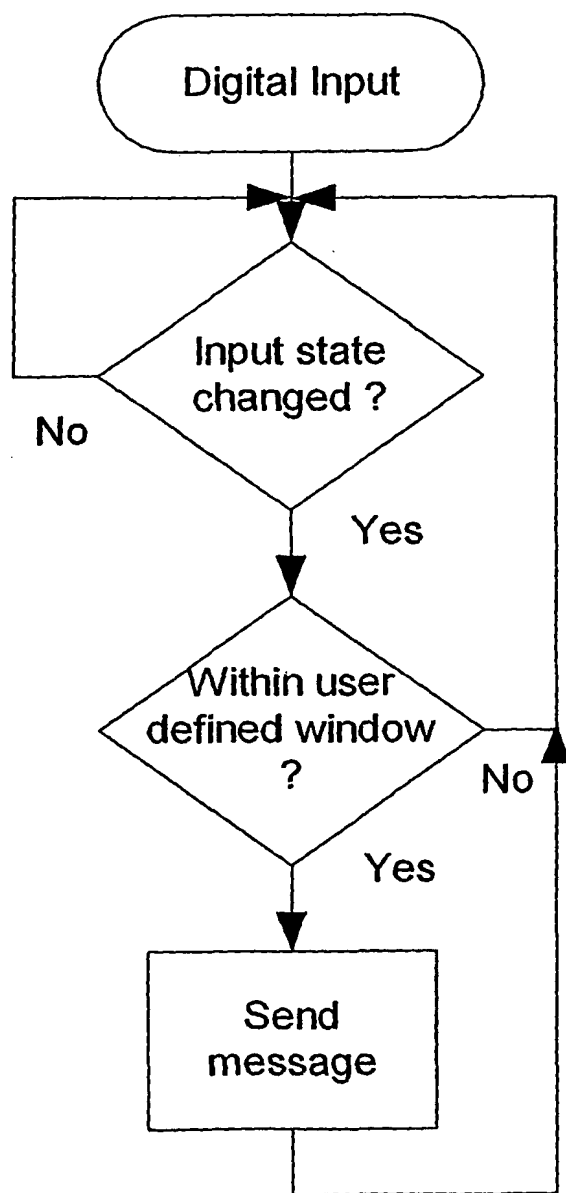 Digital Input
Input state
changed ?
No
Yes
Within user
defined window
?
No
Yes
Send
message